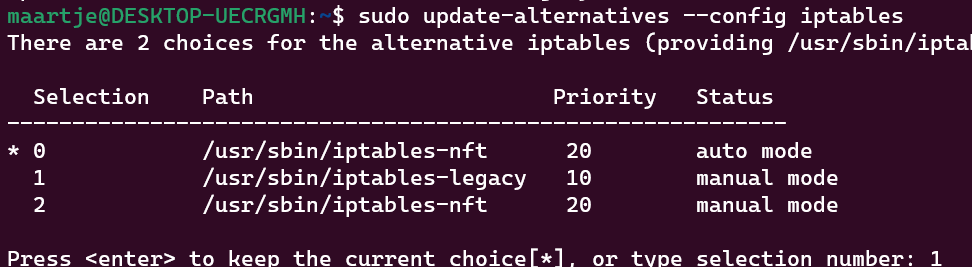 maartje@DESKTOP-UECRGMH:~$ sudo update-alternatives --config iptables
There are 2 choices for the alternative iptables (providing /usr/sbin/ipta
Selection Path Priority Status
------------------------------------------------------------
* 0 /usr/sbin/iptables-nft 20 auto mode
1 /usr/sbin/iptables-legacy 10 manual mode
2 /usr/sbin/iptables-nft 20 manual mode
Press <enter> to keep the current choice[*], or type selection number: 1